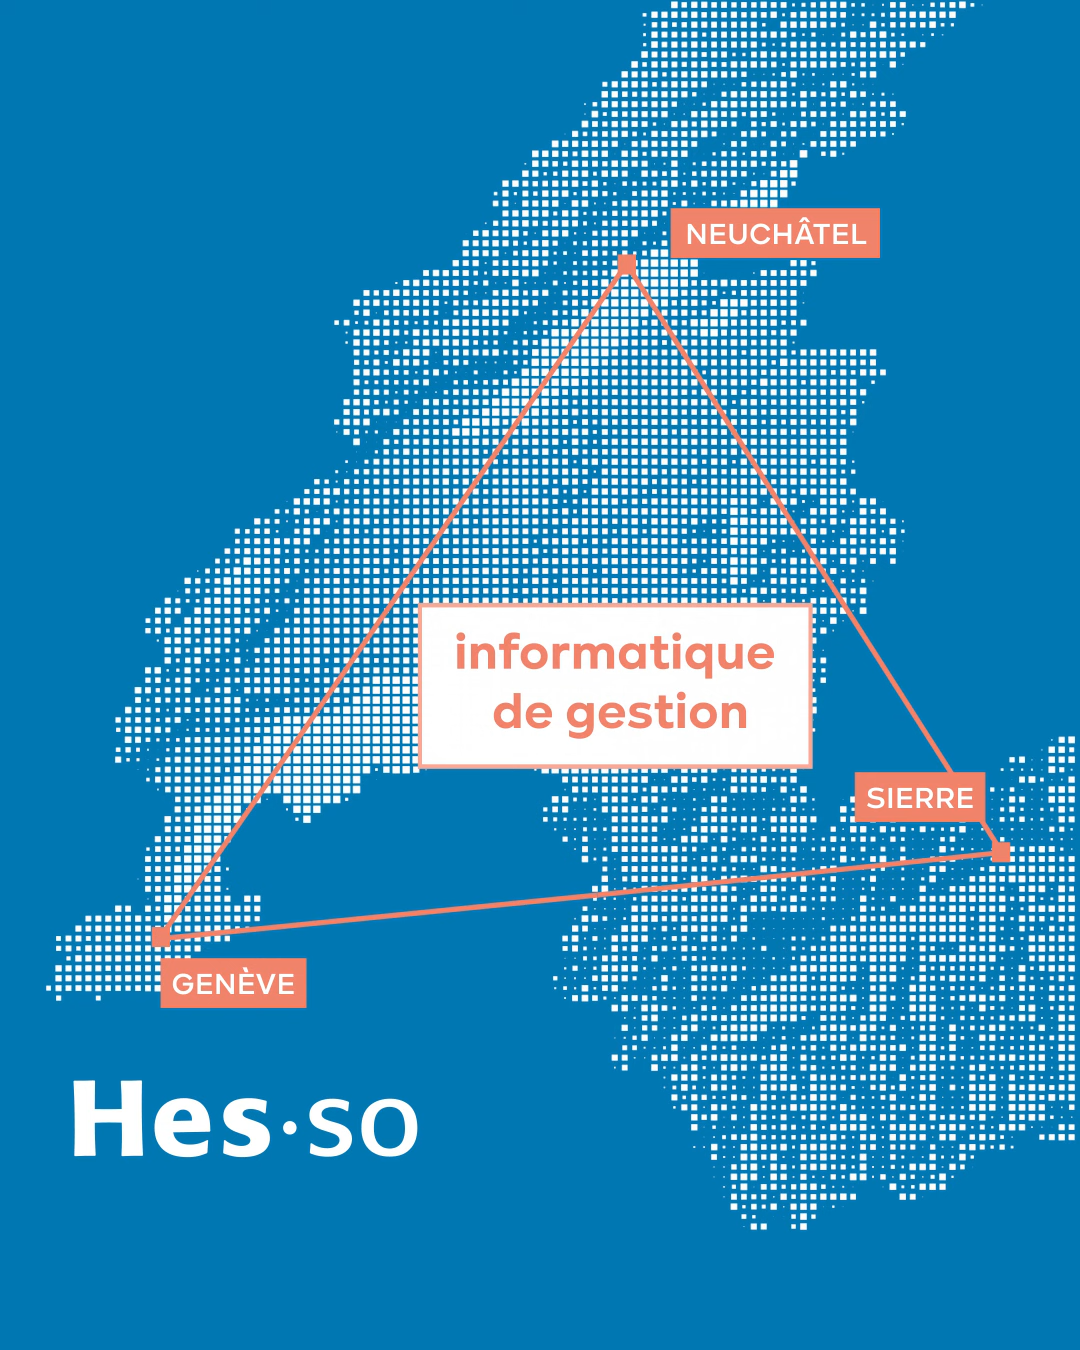 NEUCHÂTEL
informatique
de gestion
SIERRE
GENÈVE
Hes·so